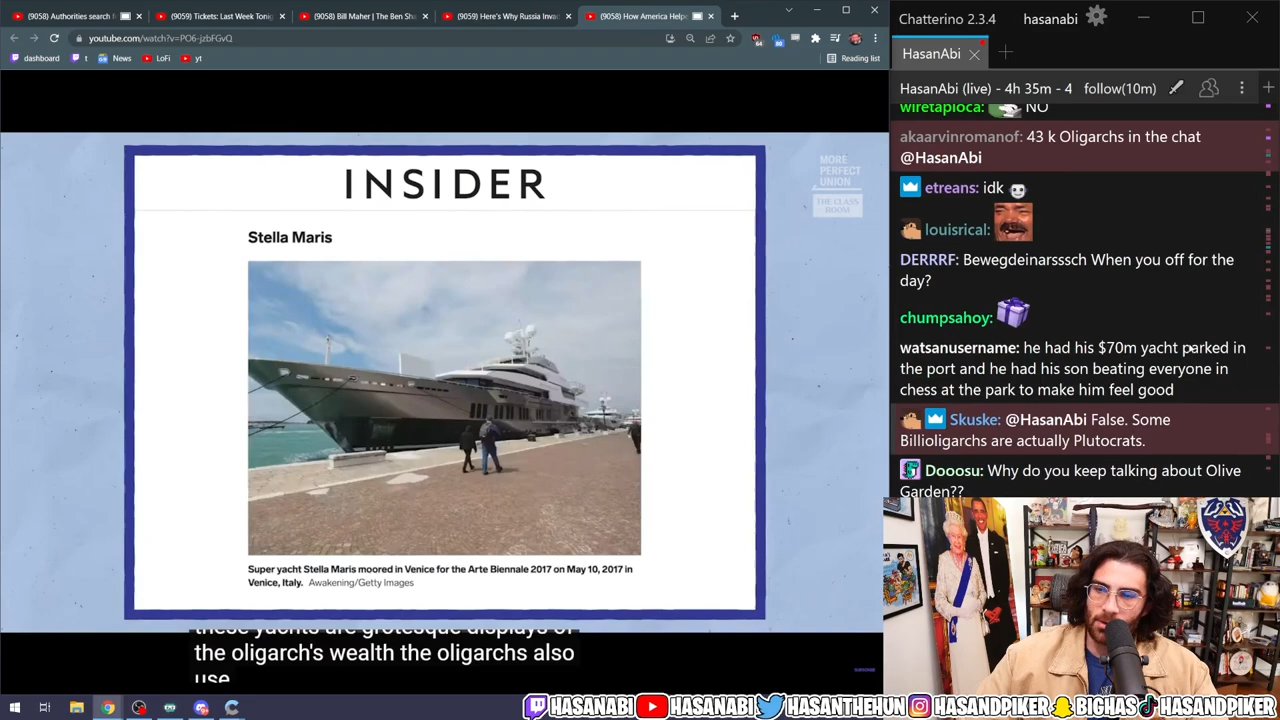 (9058) Authorities search f
(9059) Tickets: Last Week Tonig
(9058) Bill Maher | The Ben Sha
(9059) Here's Why Russia Inva
(9058) How America Helpe
youtube.com/watch?v=PO6-jzbFGvQ
dashboard
t
News
LoFi
yt
Reading list
MORE
PERFECT
UNION
THE CLASS
ROOM
INSIDER
Stella Maris
Super yacht Stella Maris moored in Venice for the Arte Biennale 2017 on May 10, 2017 in
Venice, Italy. Awakening/Getty Images
these yachts are grotesque displays of
the oligarch's wealth the oligarchs also
use
Chatterino 2.3.4
hasanabi
HasanAbi
HasanAbi (live) - 4h 35m - 4
follow(10m)
wiretapioca: NO
akaarvinromanof: 43 k Oligarchs in the chat
@HasanAbi
etreans: idk
louisrical:
DERRRF: Bewegdeinarsssch When you off for the
day?
chumpsahoy:
watsanusername: he had his $70m yacht parked in
the port and he had his son beating everyone in
chess at the park to make him feel good
Skuske: @HasanAbi False. Some
Billioligarchs are actually Plutocrats.
Dooosu: Why do you keep talking about Olive
Garden??
HASANABI
HASANABI
HASANTHEHUN
HASANDPIKER
BIGHAS
HASANDPIKER